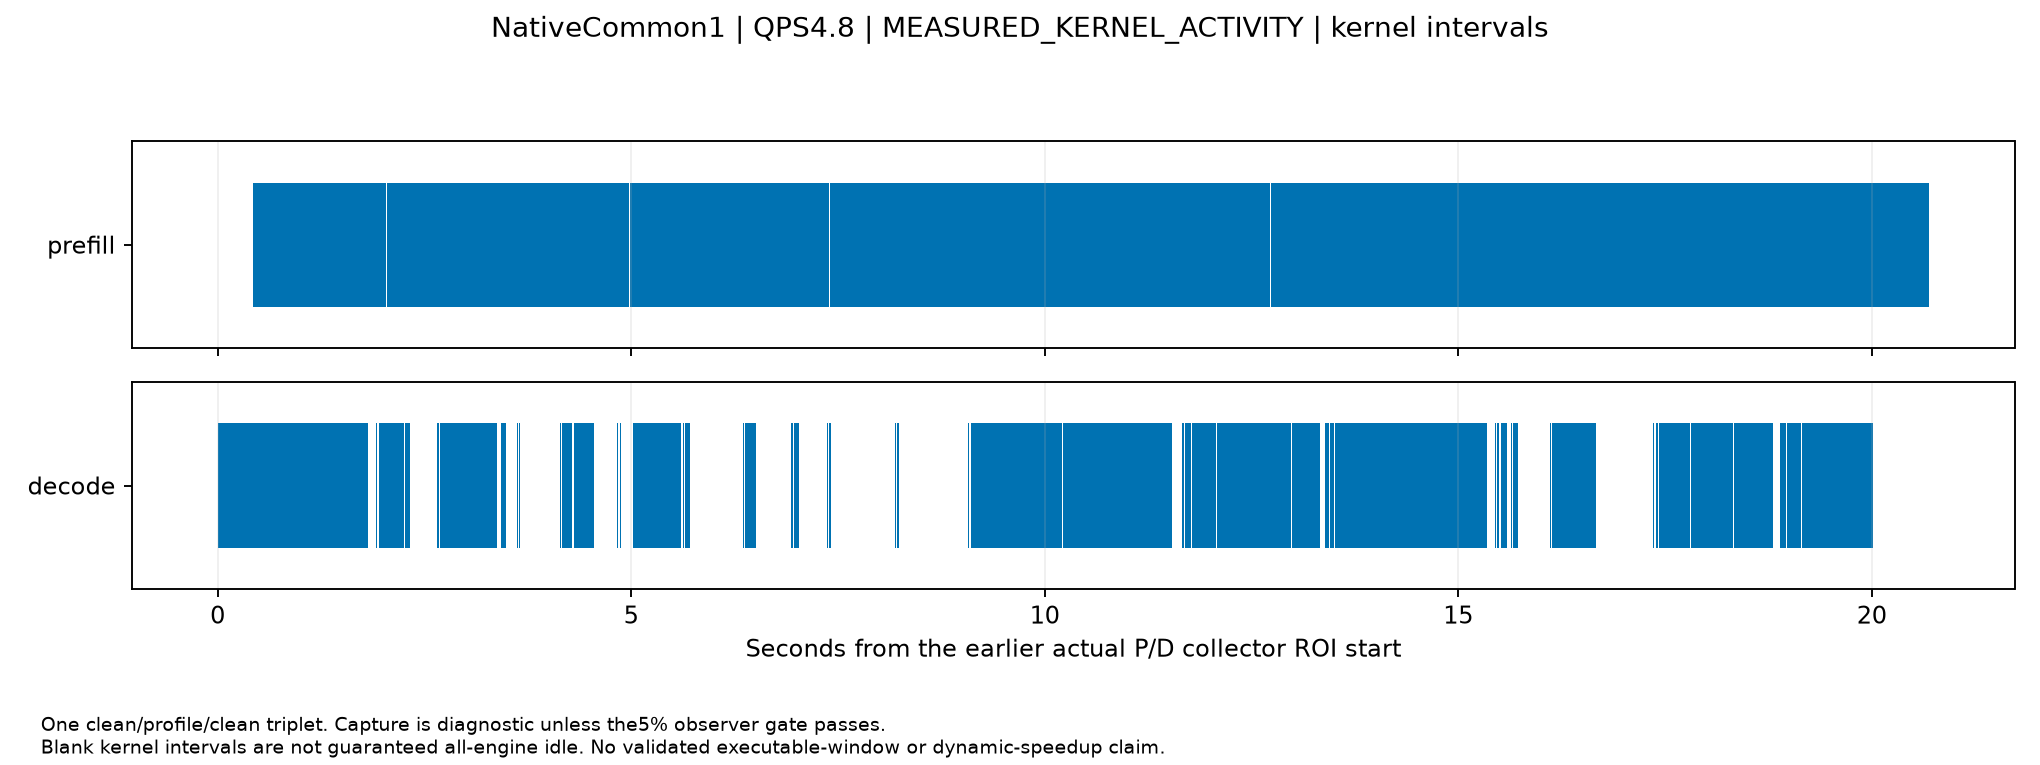 NativeCommon1 | QPS4.8 | MEASURED_KERNEL_ACTIVITY | kernel intervals
prefill
decode
0 5 10 15 20
Seconds from the earlier actual P/D collector ROI start
One clean/profile/clean triplet. Capture is diagnostic unless the5% observer gate passes.
Blank kernel intervals are not guaranteed all-engine idle. No validated executable-window or dynamic-speedup claim.